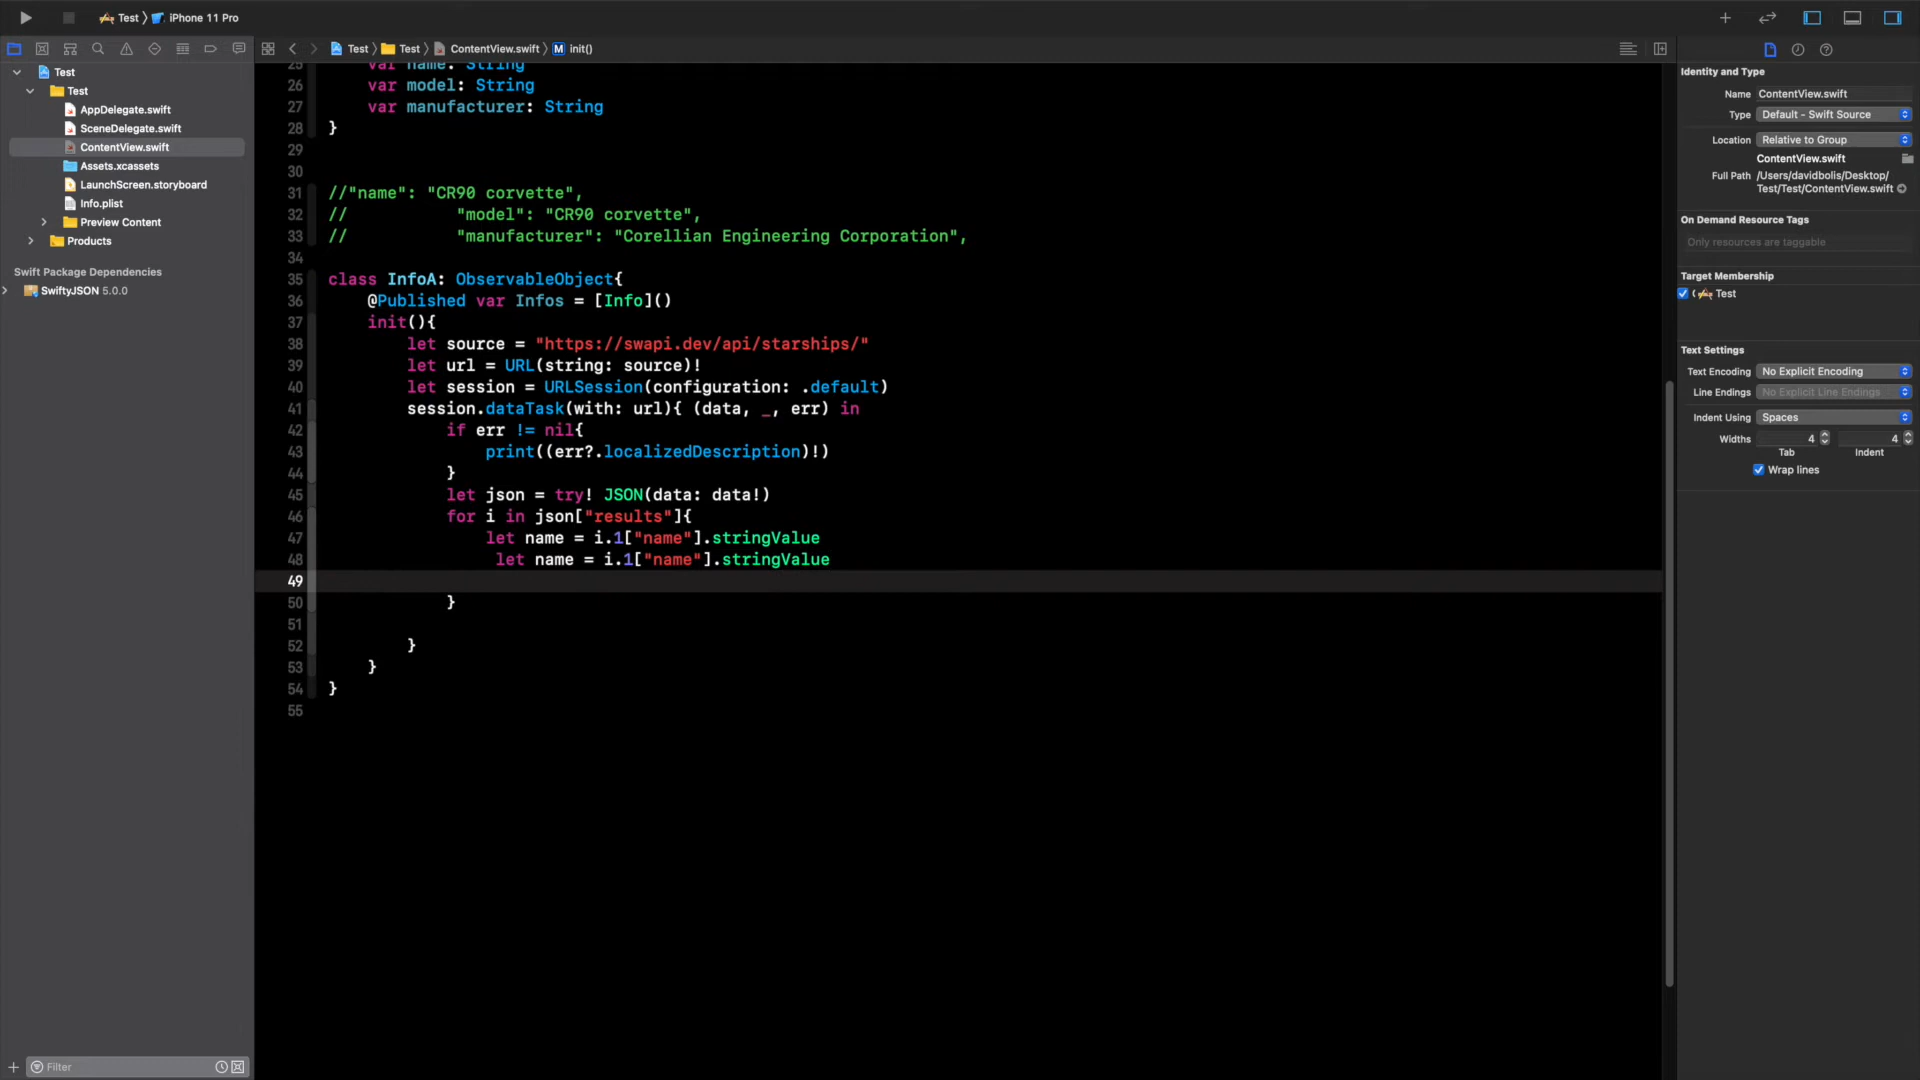 Test 〉 iPhone 11 Pro
Test 〉 Test 〉 ContentView.swift 〉 M init()
Test
Test
AppDelegate.swift
SceneDelegate.swift
ContentView.swift
Assets.xcassets
LaunchScreen.storyboard
Info.plist
Preview Content
Products
Swift Package Dependencies
SwiftyJSON 5.0.0
Filter
25 var name: String
26 var model: String
27 var manufacturer: String
28 }
29
30
31 //"name": "CR90 corvette",
32 // "model": "CR90 corvette",
33 // "manufacturer": "Corellian Engineering Corporation",
34
35 class InfoA: ObservableObject{
36 @Published var Infos = [Info]()
37 init(){
38 let source = "https://swapi.dev/api/starships/"
39 let url = URL(string: source)!
40 let session = URLSession(configuration: .default)
41 session.dataTask(with: url){ (data, _, err) in
42 if err != nil{
43 print((err?.localizedDescription)!)
44 }
45 let json = try! JSON(data: data!)
46 for i in json["results"]{
47 let name = i.1["name"].stringValue
48 let name = i.1["name"].stringValue
49
50 }
51
52 }
53 }
54 }
55
Identity and Type
Name ContentView.swift
Type Default - Swift Source
Location Relative to Group
ContentView.swift
Full Path /Users/davidbolis/Desktop/
Test/Test/ContentView.swift
On Demand Resource Tags
Only resources are taggable
Target Membership
Test
Text Settings
Text Encoding No Explicit Encoding
Line Endings No Explicit Line Endings
Indent Using Spaces
Widths 4 4
Tab Indent
Wrap lines